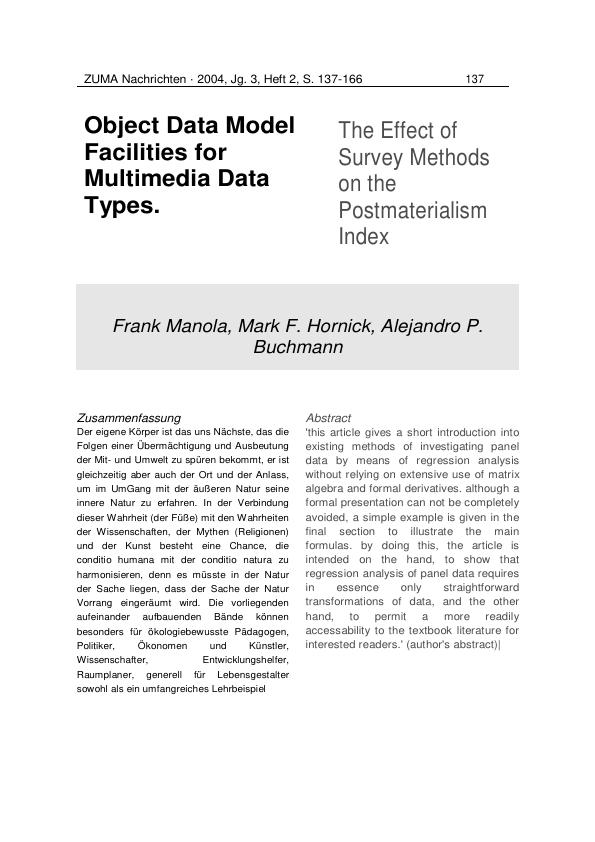 ZUMA Nachrichten · 2004, Jg. 3, Heft 2, S. 137-166 137
Object Data Model
Facilities for
Multimedia Data
Types.
The Effect of
Survey Methods
on the
Postmaterialism
Index
Frank Manola, Mark F. Hornick, Alejandro P.
Buchmann
Zusammenfassung
Der eigene Körper ist das uns Nächste, das die
Folgen einer Übermächtigung und Ausbeutung
der Mit- und Umwelt zu spüren bekommt, er ist
gleichzeitig aber auch der Ort und der Anlass,
um im UmGang mit der äußeren Natur seine
innere Natur zu erfahren. In der Verbindung
dieser Wahrheit (der Füße) mit den Wahrheiten
der Wissenschaften, der Mythen (Religionen)
und der Kunst besteht eine Chance, die
conditio humana mit der conditio natura zu
harmonisieren, denn es müsste in der Natur
der Sache liegen, dass der Sache der Natur
Vorrang eingeräumt wird. Die vorliegenden
aufeinander aufbauenden Bände können
besonders für ökologiebewusste Pädagogen,
Politiker, Ökonomen und Künstler,
Wissenschafter, Entwicklungshelfer,
Raumplaner, generell für Lebensgestalter
sowohl als ein umfangreiches Lehrbeispiel
Abstract
'this article gives a short introduction into
existing methods of investigating panel
data by means of regression analysis
without relying on extensive use of matrix
algebra and formal derivatives. although a
formal presentation can not be completely
avoided, a simple example is given in the
final section to illustrate the main
formulas. by doing this, the article is
intended on the hand, to show that
regression analysis of panel data requires
in essence only straightforward
transformations of data, and the other
hand, to permit a more readily
accessability to the textbook literature for
interested readers.' (author's abstract)|